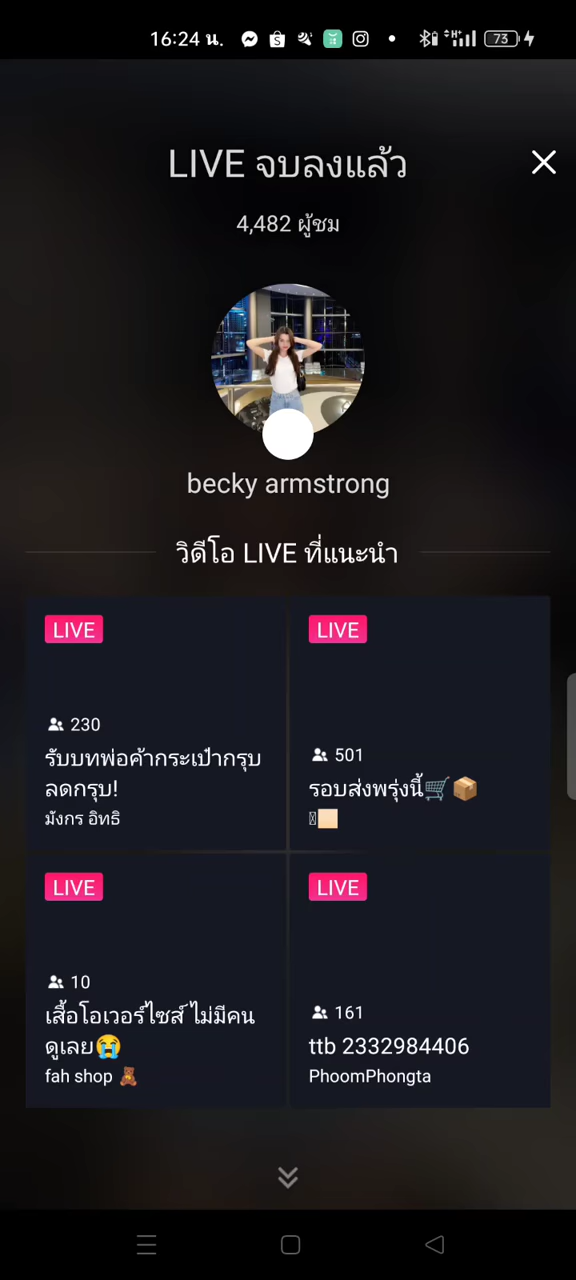 16:24 น.
73
LIVE จบลงแล้ว
4,482 ผู้ชม
becky armstrong
วิดีโอ LIVE ที่แนะนำ
LIVE
230
รับบทพ่อค้ากระเป๋ากรุบ
ลดกรุบ!
มังกร อิทธิ
LIVE
501
รอบส่งพรุ่งนี้🛒📦
LIVE
10
เสื้อโอเวอร์ไซส์ ไม่มีคน
ดูเลย😭
fah shop 🧸
LIVE
161
ttb 2332984406
PhoomPhongta